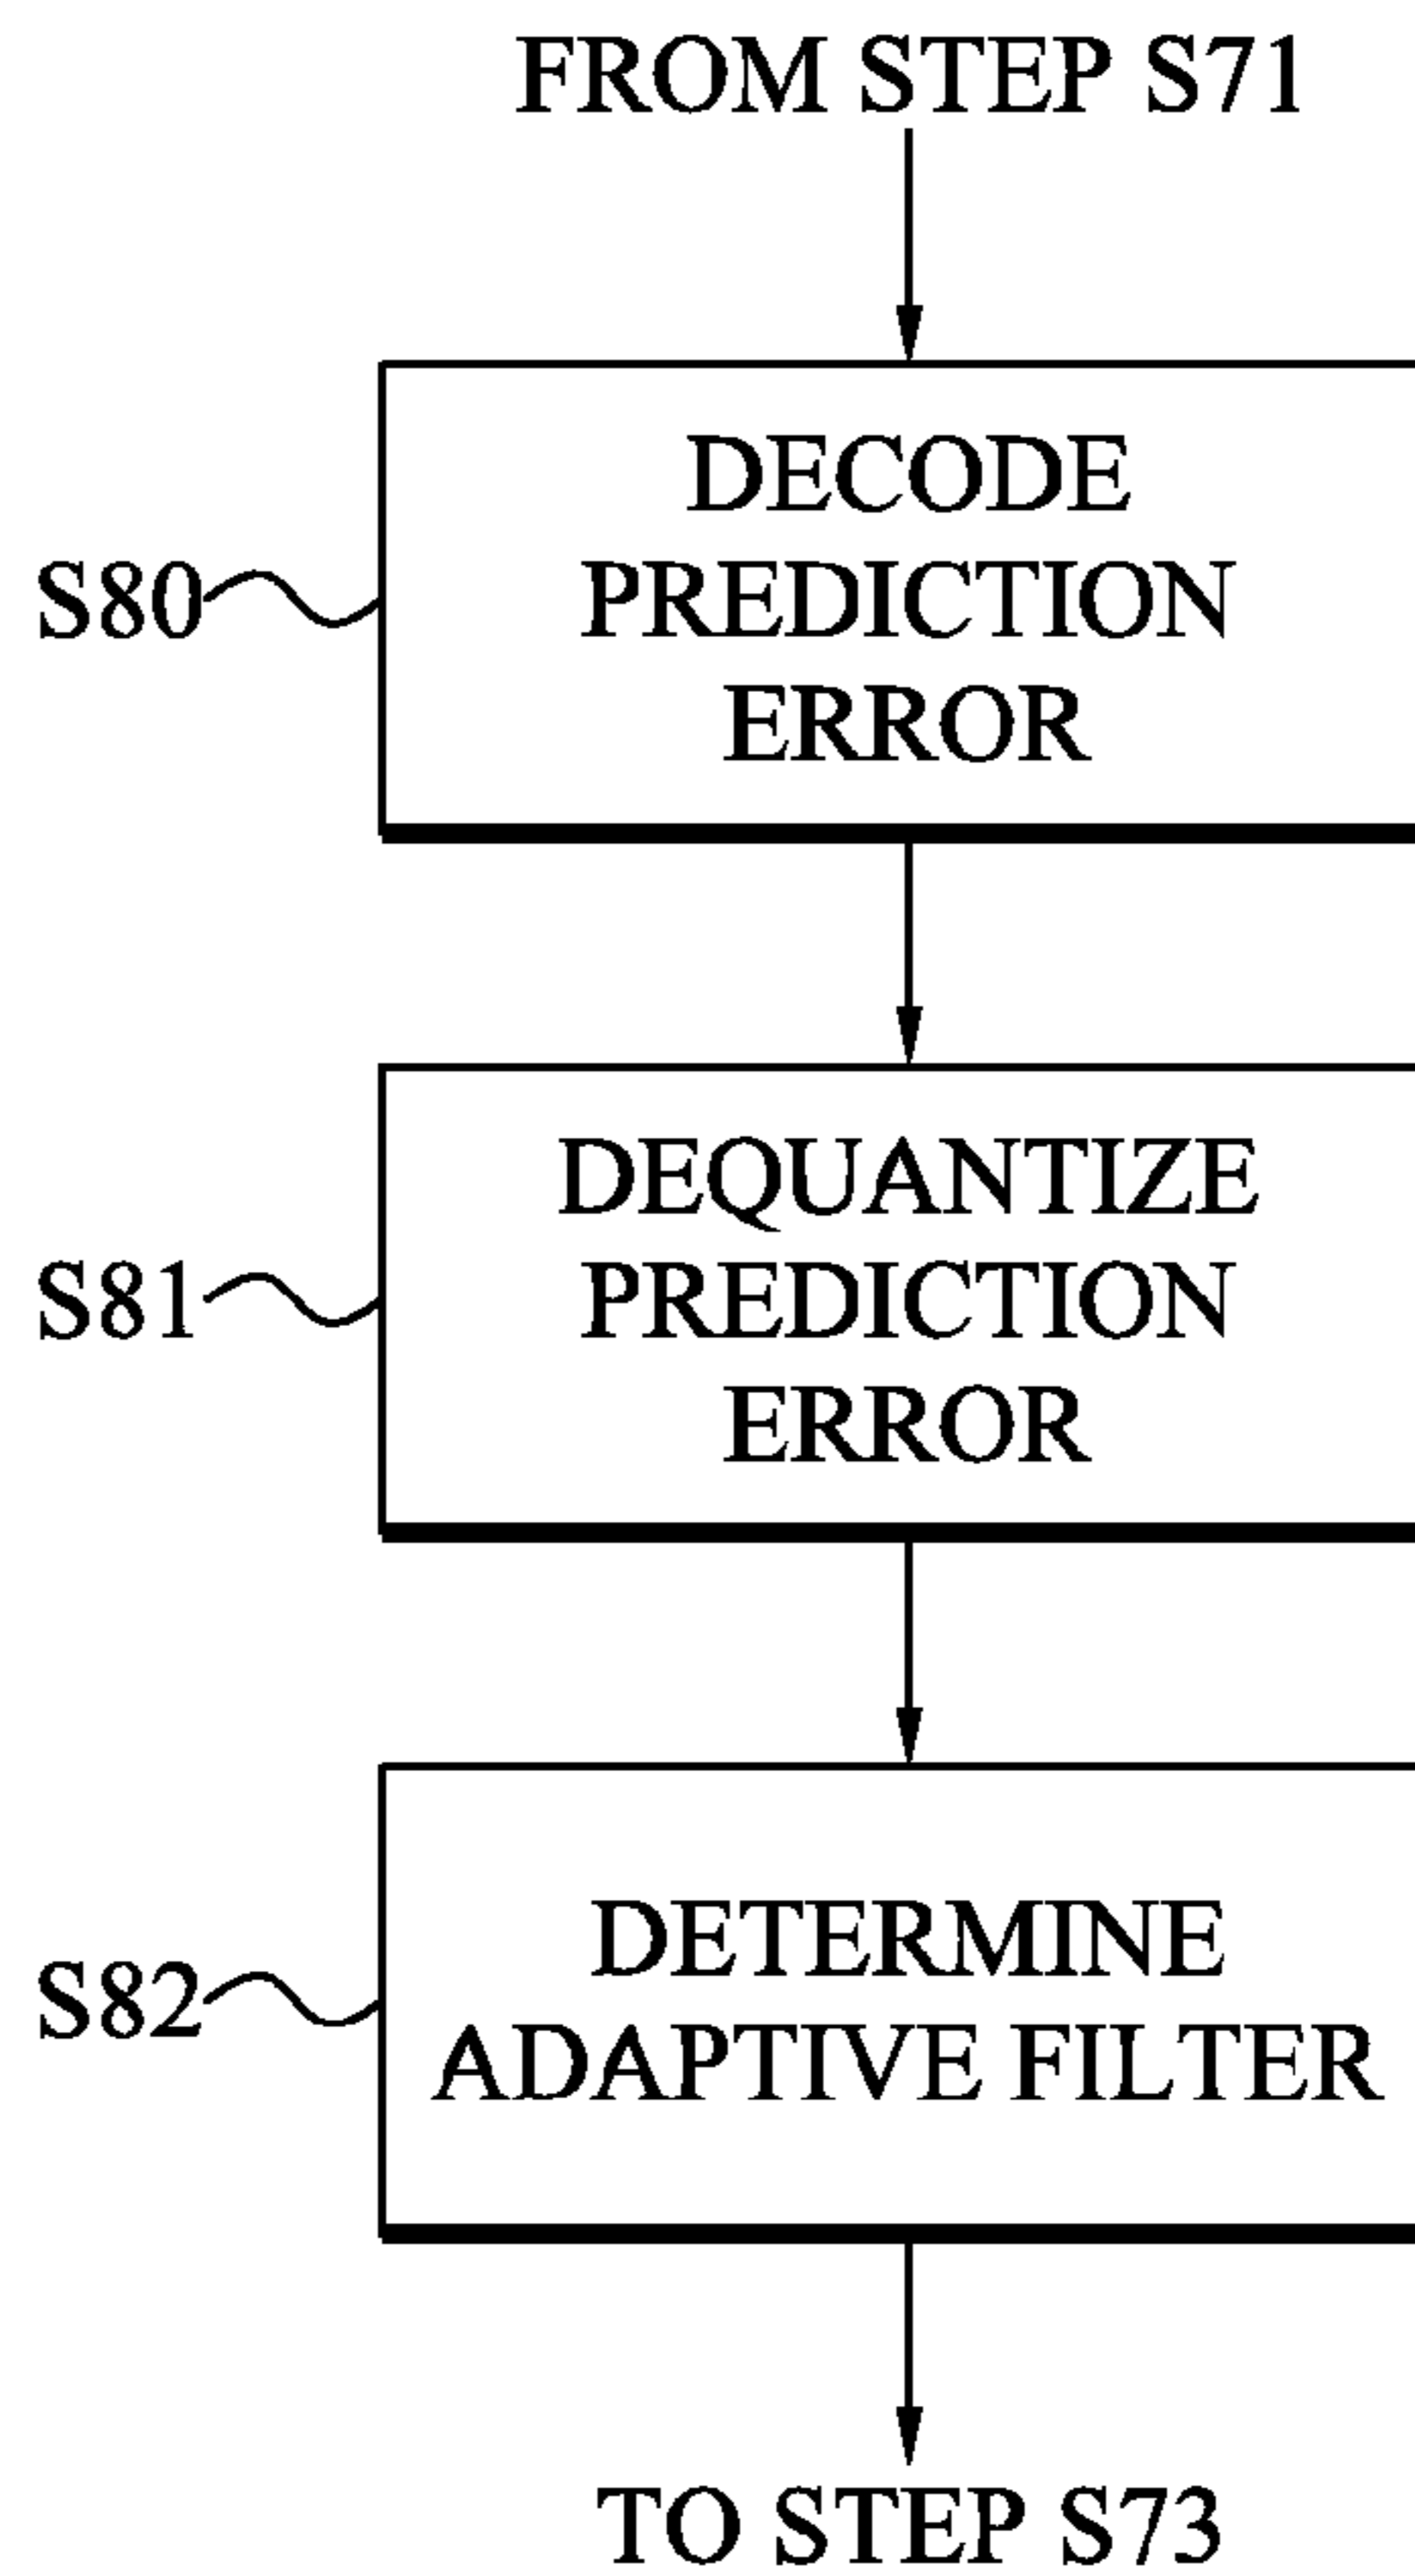 FROM STEP S71
DECODE
PREDICTION
ERROR
S80
DEQUANTIZE
PREDICTION
ERROR
S81
DETERMINE
ADAPTIVE FILTER
S82
TO STEP S73